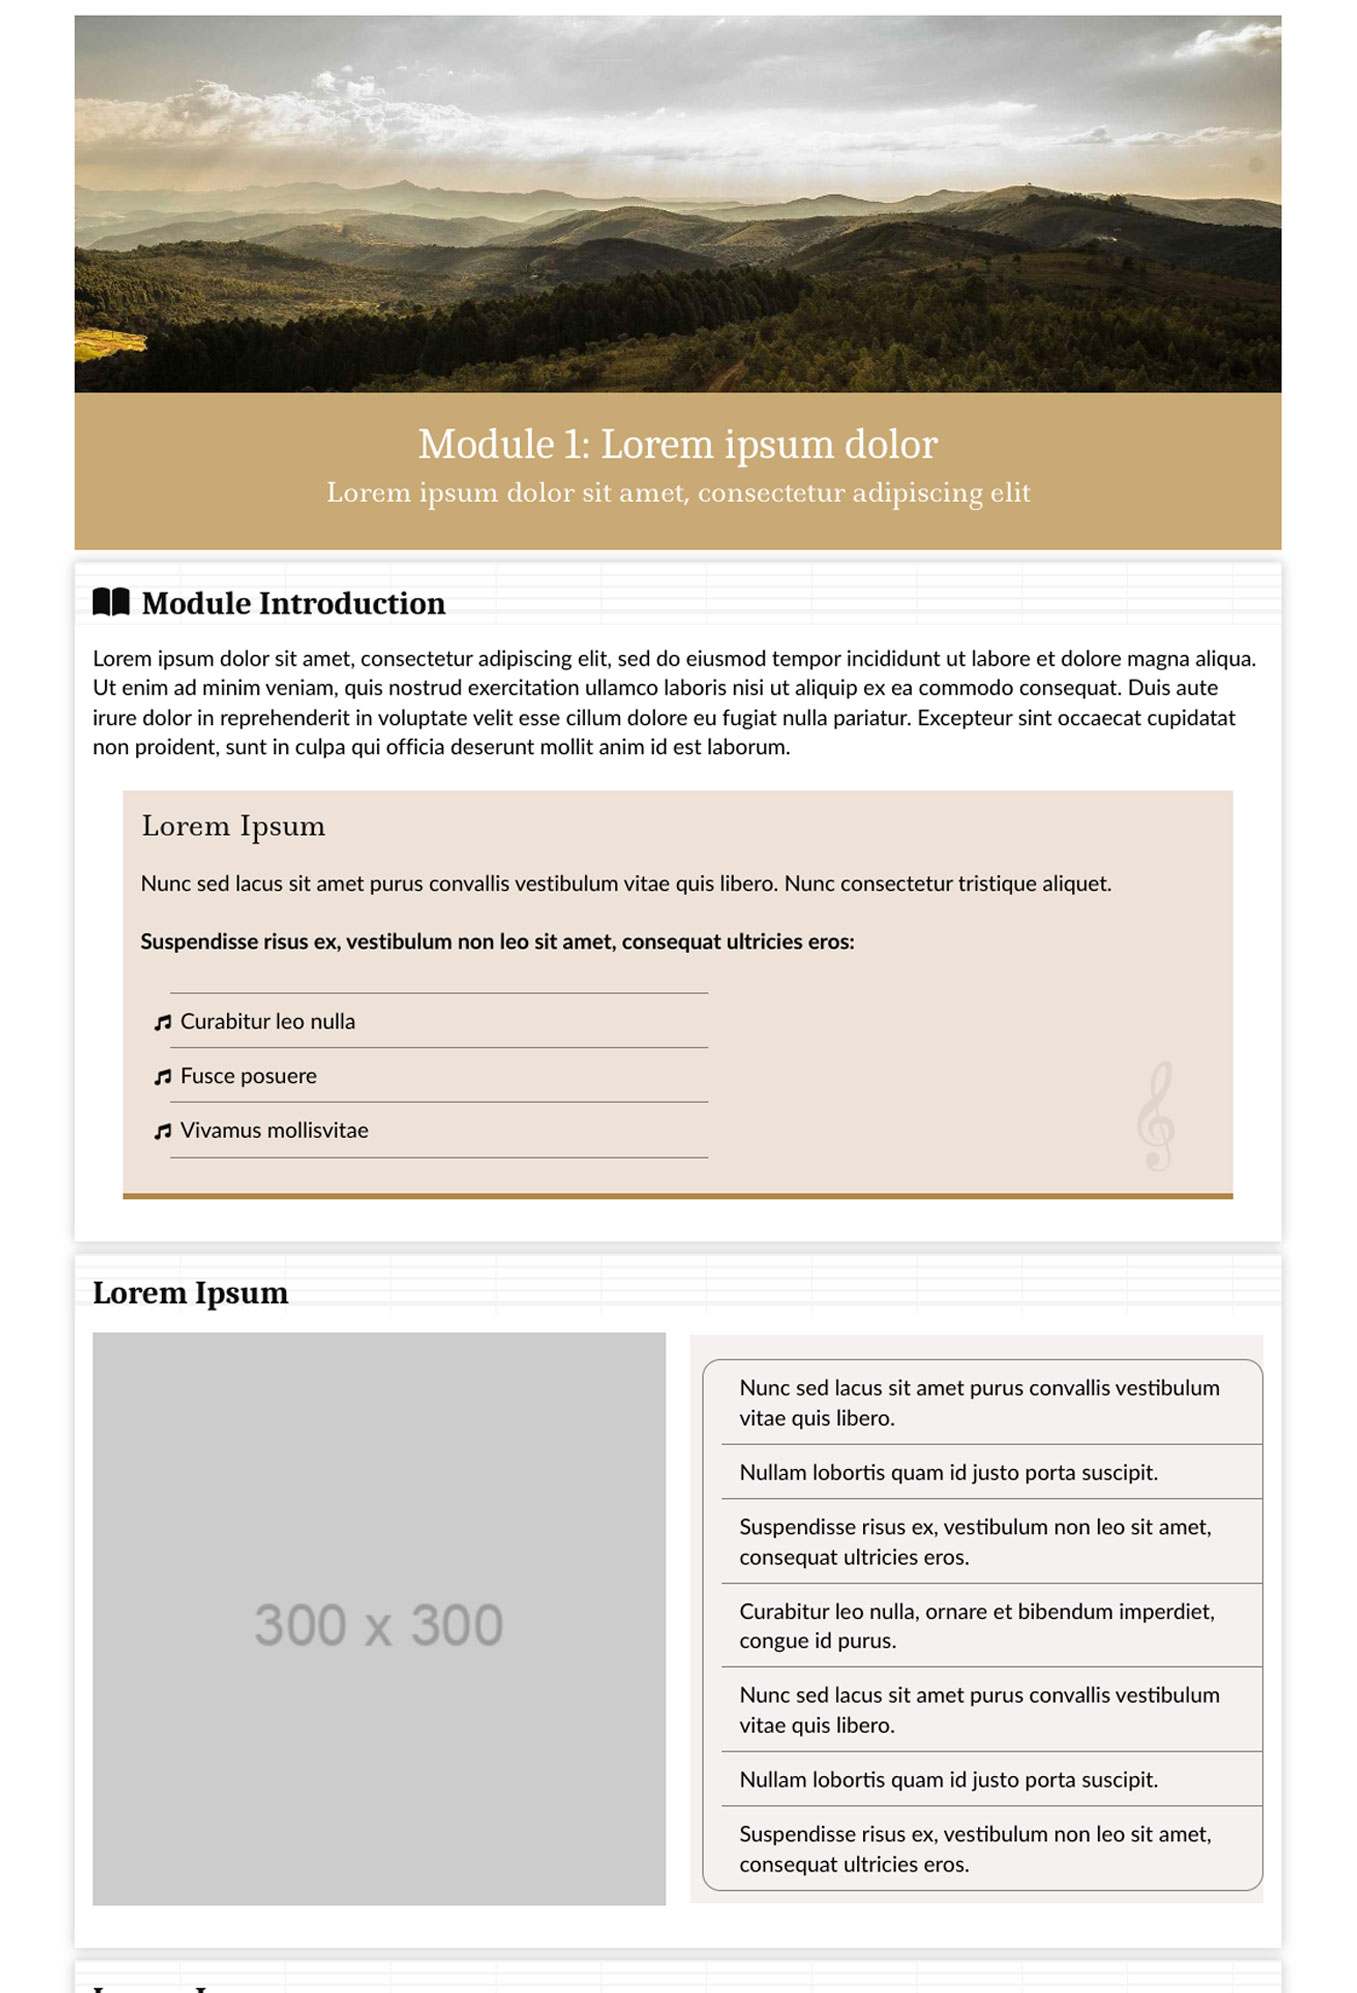 Module 1: Lorem ipsum dolor
Lorem ipsum dolor sit amet, consectetur adipiscing elit
Module Introduction
Lorem ipsum dolor sit amet, consectetur adipiscing elit, sed do eiusmod tempor incididunt ut labore et dolore magna aliqua.
Ut enim ad minim veniam, quis nostrud exercitation ullamco laboris nisi ut aliquip ex ea commodo consequat. Duis aute
irure dolor in reprehenderit in voluptate velit esse cillum dolore eu fugiat nulla pariatur. Excepteur sint occaecat cupidatat
non proident, sunt in culpa qui officia deserunt mollit anim id est laborum.
Lorem Ipsum
Nunc sed lacus sit amet purus convallis vestibulum vitae quis libero. Nunc consectetur tristique aliquet.
Suspendisse risus ex, vestibulum non leo sit amet, consequat ultricies eros:
Curabitur leo nulla
Fusce posuere
Vivamus mollisvitae
Lorem Ipsum
300 x 300
Nunc sed lacus sit amet purus convallis vestibulum
vitae quis libero.
Nullam lobortis quam id justo porta suscipit.
Suspendisse risus ex, vestibulum non leo sit amet,
consequat ultricies eros.
Curabitur leo nulla, ornare et bibendum imperdiet,
congue id purus.
Nunc sed lacus sit amet purus convallis vestibulum
vitae quis libero.
Nullam lobortis quam id justo porta suscipit.
Suspendisse risus ex, vestibulum non leo sit amet,
consequat ultricies eros.